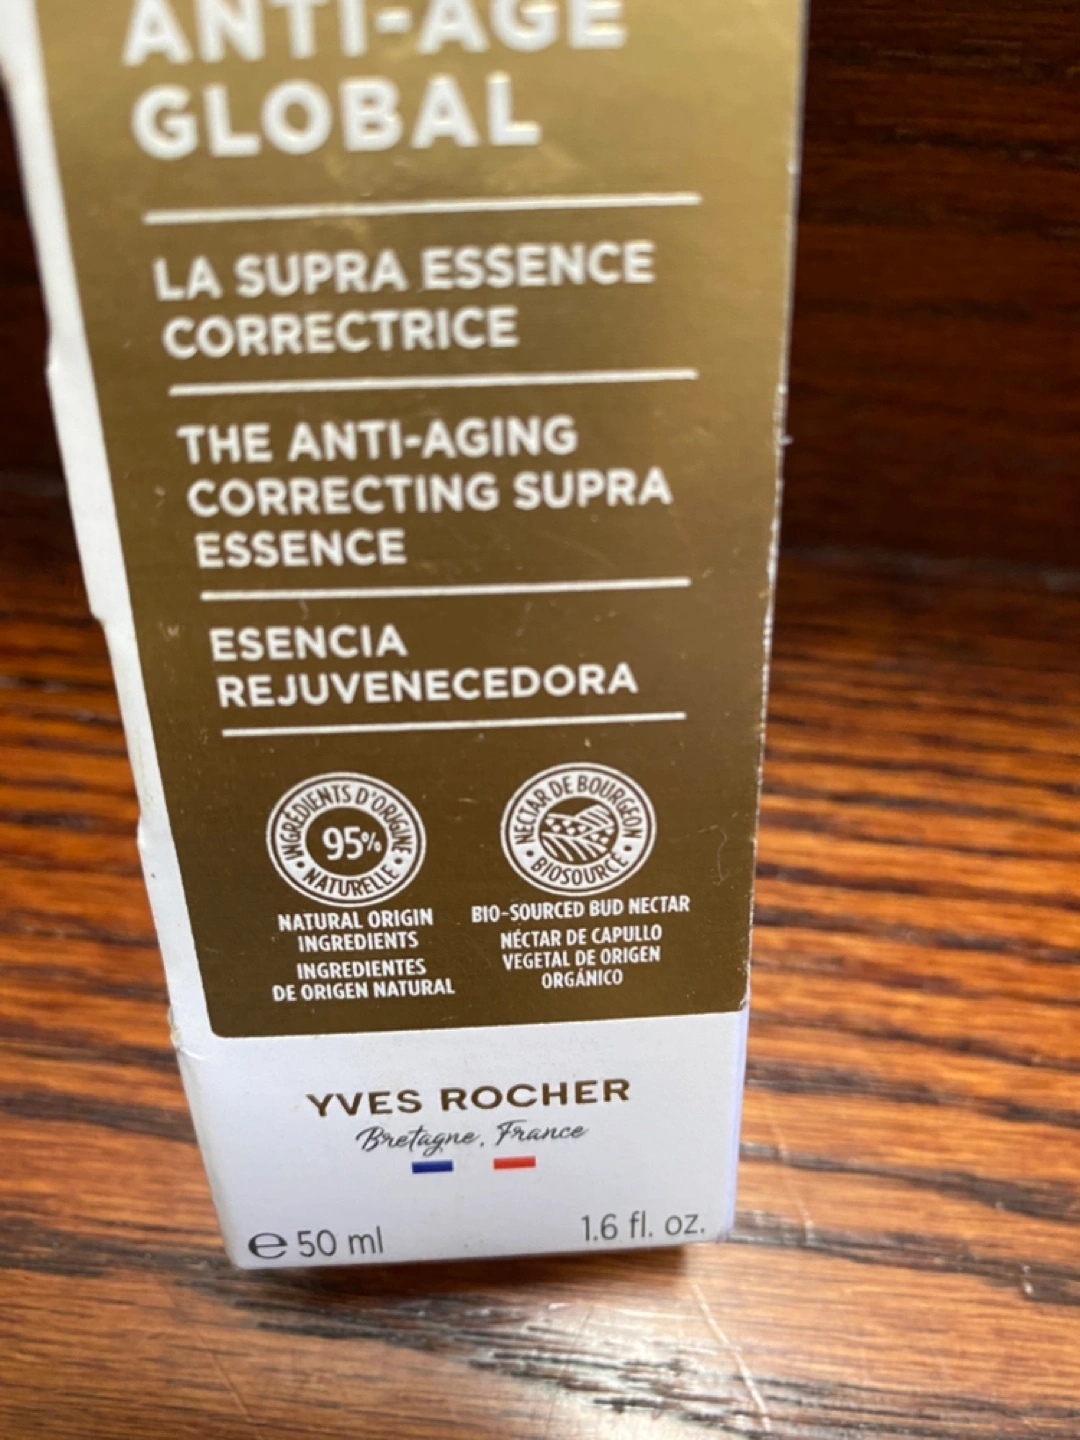 ANTI-AGE
GLOBAL
LA SUPRA ESSENCE
CORRECTRICE
THE ANTI-AGING
CORRECTING SUPRA
ESSENCE
ESENCIA
REJUVENECEDORA
INGRÉDIENTS D'ORIGINE
95%
• NATURELLE •
NECTAR DE BOURGEON
• BIOSOURCÉ •
NATURAL ORIGIN
INGREDIENTS
INGREDIENTES
DE ORIGEN NATURAL
BIO-SOURCED BUD NECTAR
NÉCTAR DE CAPULLO
VEGETAL DE ORIGEN
ORGÁNICO
YVES ROCHER
Bretagne, France
℮ 50 ml
1.6 fl. oz.